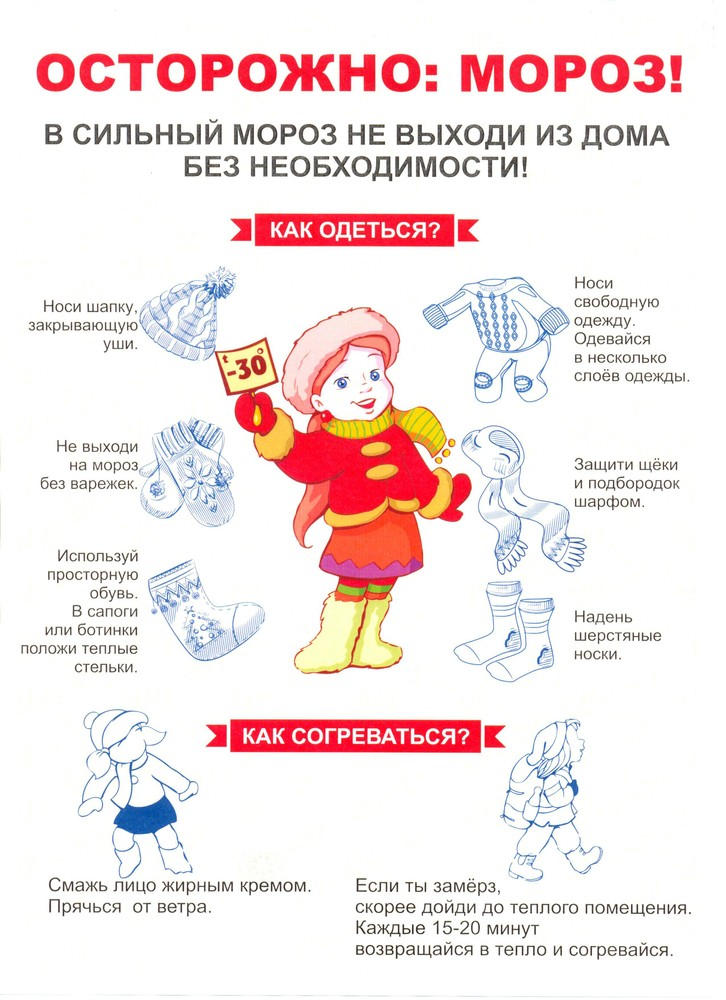 ОСТОРОЖНО: МОРОЗ!
В СИЛЬНЫЙ МОРОЗ НЕ ВЫХОДИ ИЗ ДОМА
БЕЗ НЕОБХОДИМОСТИ!
КАК ОДЕТЬСЯ?
Носи шапку,
закрывающую
уши.
t -30°
Носи
свободную
одежду.
Одевайся
в несколько
слоёв одежды.
Не выходи
на мороз
без варежек.
Защити щёки
и подбородок
шарфом.
Используй
просторную
обувь.
В сапоги
или ботинки
положи теплые
стельки.
Надень
шерстяные
носки.
КАК СОГРЕВАТЬСЯ?
Смажь лицо жирным кремом.
Прячься от ветра.
Если ты замёрз,
скорее дойди до теплого помещения.
Каждые 15-20 минут
возвращайся в тепло и согревайся.